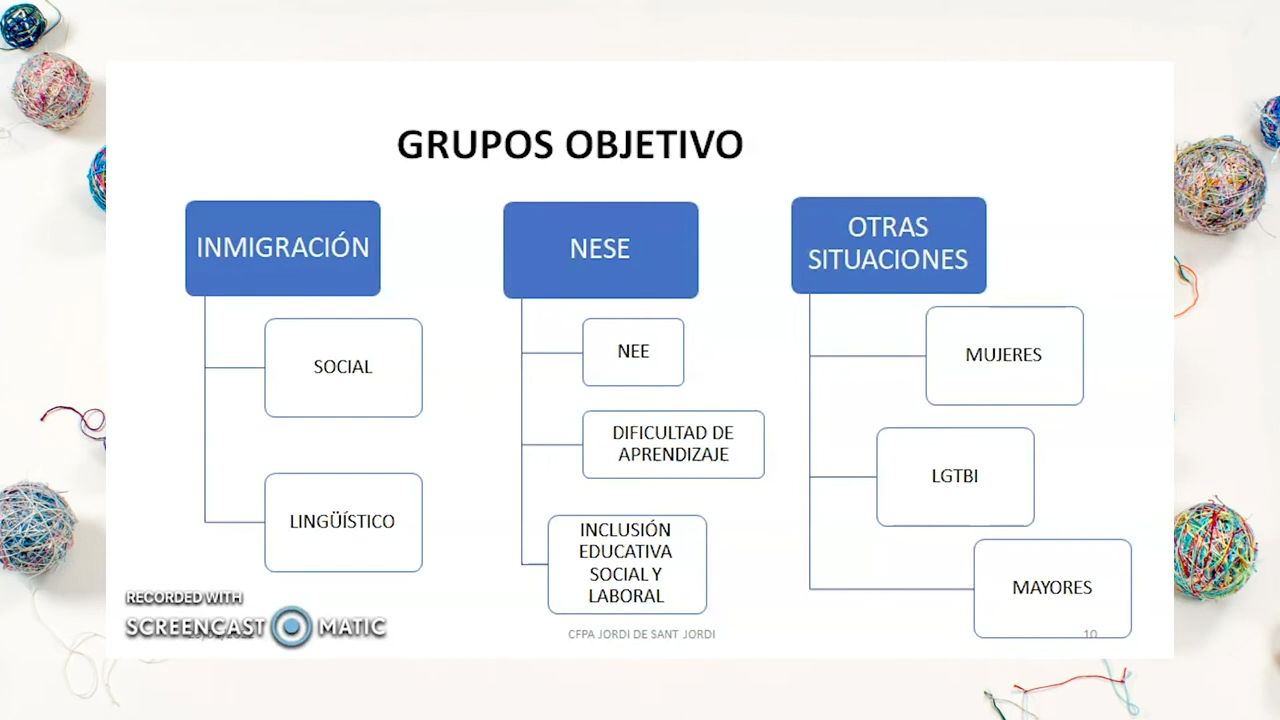 GRUPOS OBJETIVO
INMIGRACIÓN
SOCIAL
LINGÜÍSTICO
NESE
NEE
DIFICULTAD DE
APRENDIZAJE
INCLUSIÓN
EDUCATIVA
SOCIAL Y
LABORAL
OTRAS
SITUACIONES
MUJERES
LGTBI
MAYORES
RECORDED WITH
SCREENCAST MATIC
CFPA JORDI DE SANT JORDI
10